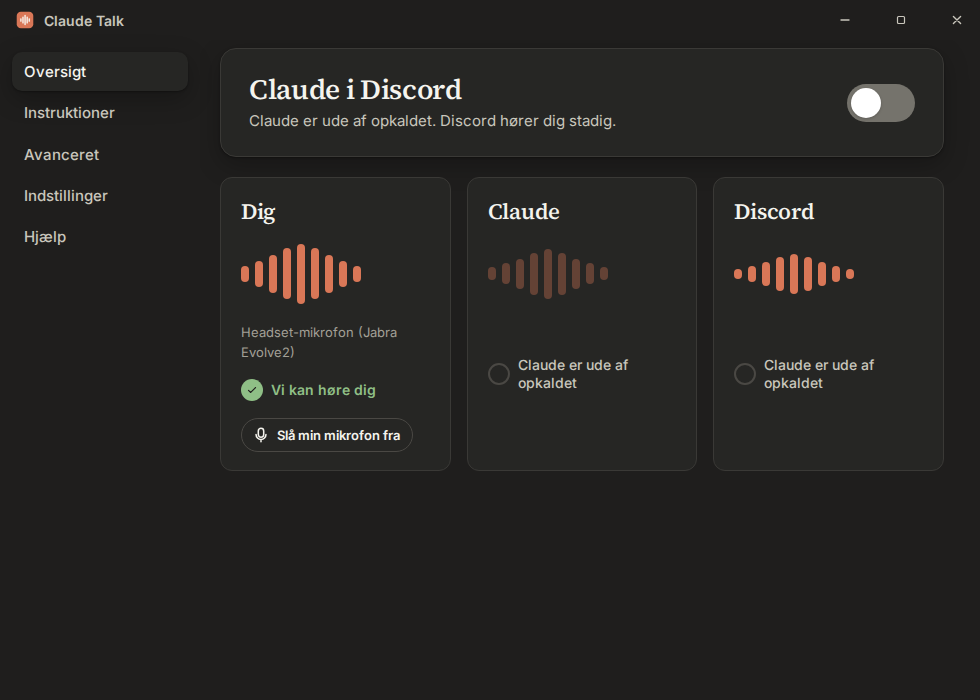 Claude Talk
Oversigt
Instruktioner
Avanceret
Indstillinger
Hjælp
Claude i Discord
Claude er ude af opkaldet. Discord hører dig stadig.
Dig
Headset-mikrofon (Jabra
Evolve2)
Vi kan høre dig
Slå min mikrofon fra
Claude
Claude er ude af
opkaldet
Discord
Claude er ude af
opkaldet